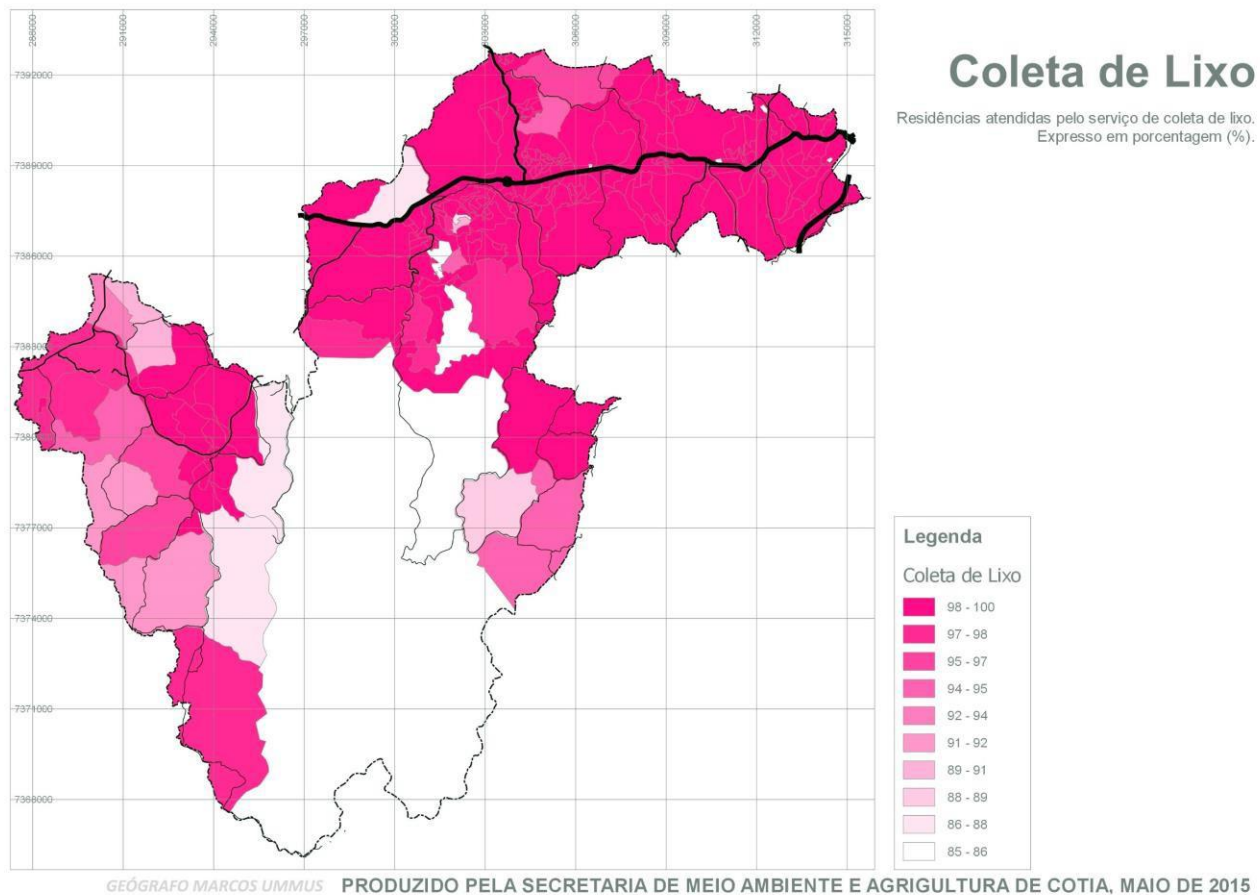 288000 291000 294000 297000 300000 303000 306000 309000 312000 315000
7392000
7389000
7386000
7383000
7380000
7377000
7374000
7371000
7368000
Coleta de Lixo
Residências atendidas pelo serviço de coleta de lixo.
Expresso em porcentagem (%).
Legenda
Coleta de Lixo
98 - 100
97 - 98
95 - 97
94 - 95
92 - 94
91 - 92
89 - 91
88 - 89
86 - 88
85 - 86
GEÓGRAFO MARCOS UMMUS PRODUZIDO PELA SECRETARIA DE MEIO AMBIENTE E AGRIGULTURA DE COTIA, MAIO DE 2015